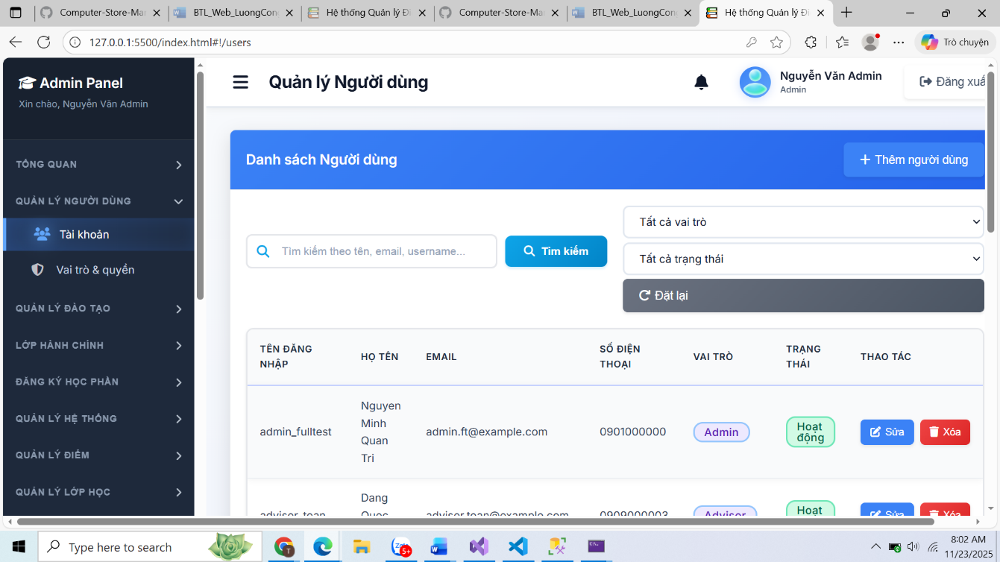 Computer-Store-Ma
BTL_Web_LuongCon
Hệ thống Quản lý Đi
Computer-Store-Ma
BTL_Web_LuongCon
Hệ thống Quản lý Đi
127.0.0.1:5500/index.html#!/users
Trò chuyện
Admin Panel
Xin chào, Nguyễn Văn Admin
TỔNG QUAN
QUẢN LÝ NGƯỜI DÙNG
Tài khoản
Vai trò & quyền
QUẢN LÝ ĐÀO TẠO
LỚP HÀNH CHÍNH
ĐĂNG KÝ HỌC PHẦN
QUẢN LÝ HỆ THỐNG
QUẢN LÝ ĐIỂM
QUẢN LÝ LỚP HỌC
Quản lý Người dùng
Nguyễn Văn Admin
Admin
Đăng xuấ
Danh sách Người dùng
Thêm người dùng
Tìm kiếm theo tên, email, username...
Tìm kiếm
Tất cả vai trò
Tất cả trạng thái
Đặt lại
TÊN ĐĂNG NHẬP HỌ TÊN EMAIL SỐ ĐIỆN THOẠI VAI TRÒ TRẠNG THÁI THAO TÁC
admin_fulltest
Nguyen
Minh
Quan
Tri
admin.ft@example.com
0901000000
Admin
Hoạt
động
Sửa
Xóa
advisor_toan
Dang
Quoc
advisor.toan@example.com
0909000003
Advisor
Hoạt
Sửa
Xóa
Type here to search
5+
8:02 AM
11/23/2025